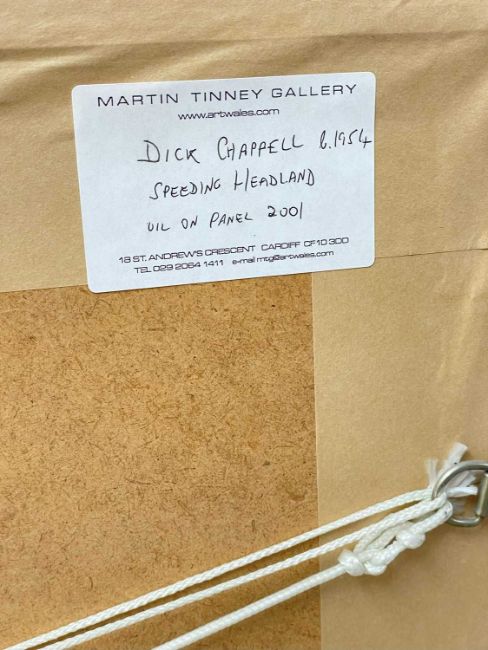 MARTIN TINNEY GALLERY
www.artwales.com
DICK CHAPPELL b.1954
SPEEDING HEADLAND
OIL ON PANEL 2001
18 ST. ANDREW'S CRESCENT CARDIFF CF10 3DD
TEL 029 2064 1411 e-mail mtg@artwales.com